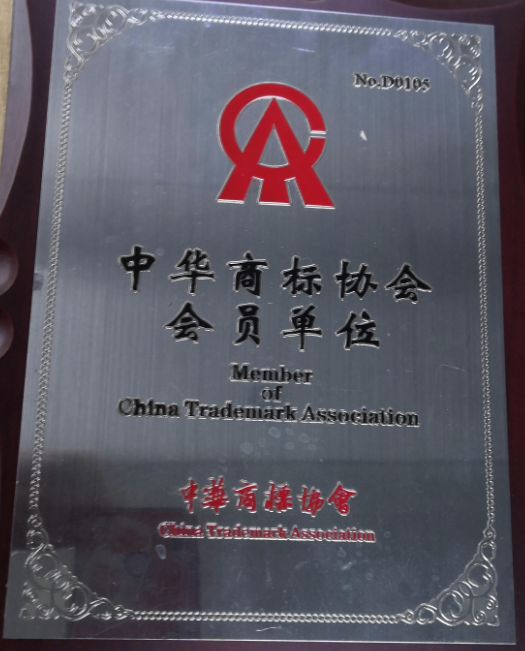 No.D0105
中华商标协会
会员单位
Member
of
China Trademark Association
中華商標協會
China Trademark Association